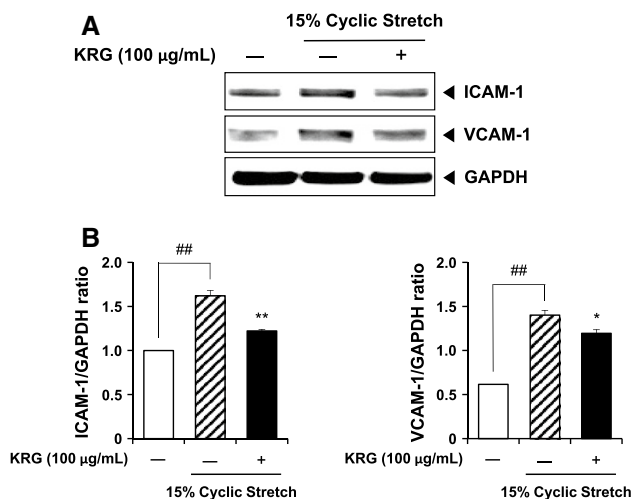 A
15% Cyclic Stretch
KRG (100 µg/mL) — — +
ICAM-1
VCAM-1
GAPDH
B
ICAM-1/GAPDH ratio
2.0
1.5
1.0
0.5
0
##
**
KRG (100 µg/mL) — — +
15% Cyclic Stretch
VCAM-1/GAPDH ratio
2.0
1.5
1.0
0.5
0
##
*
KRG (100 µg/mL) — — +
15% Cyclic Stretch